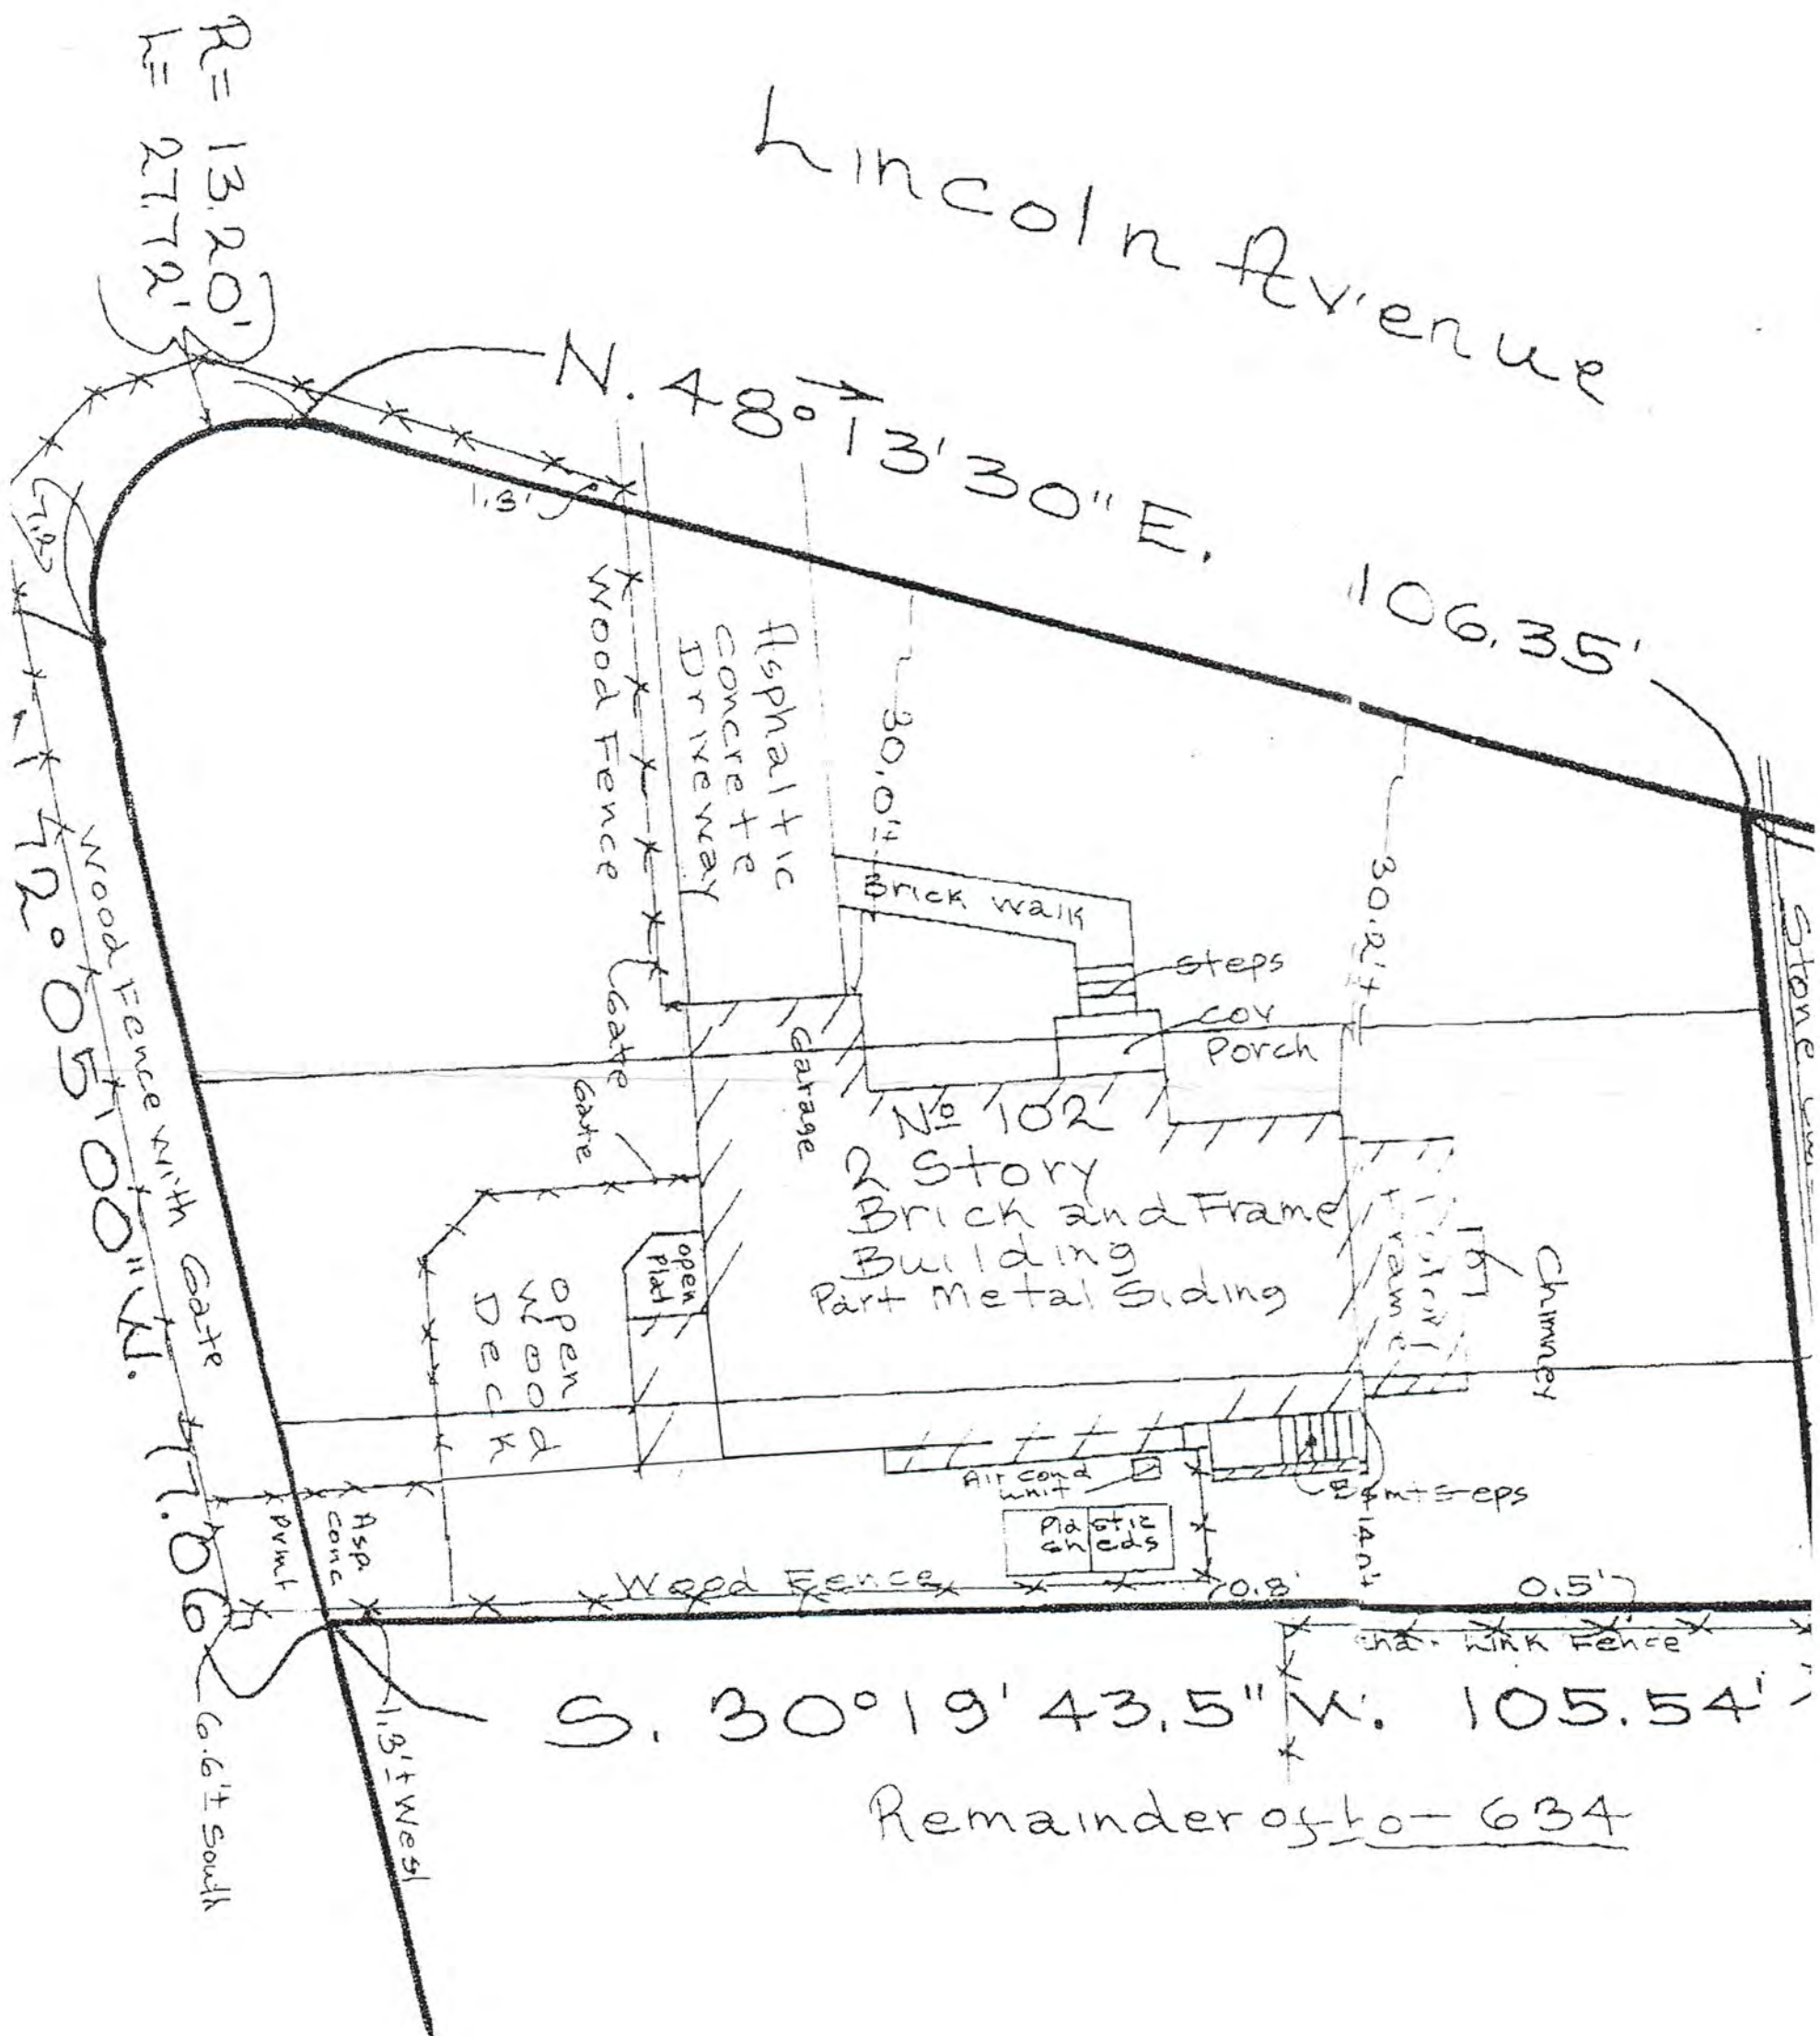 R = 13.20'
L = 27.72'
Lincoln Avenue
N. 48° 13' 30" E. 106.35'
1.3'
Wood Fence
Asphaltic
Concrete
Driveway
30.0'±
30.2'±
Brick walk
Steps
Cov
Porch
Stone
Gate
Gate
Garage
No 102
2 Story
Brick and Frame
Building
Part Metal Siding
Frame
Chimney
open
Plat
open
Wood
Deck
Wood Fence with Gate
72° 05' 00" W. 77.06
Air cond
unit
Plastic
sheds
Bsmt Steps
Asp
conc
pvmt
Wood Fence
0.8'
0.5'
Link Fence
S. 30° 19' 43.5" W. 105.54'
1.3'± West
6.6'± South
Remainder of Lot 634